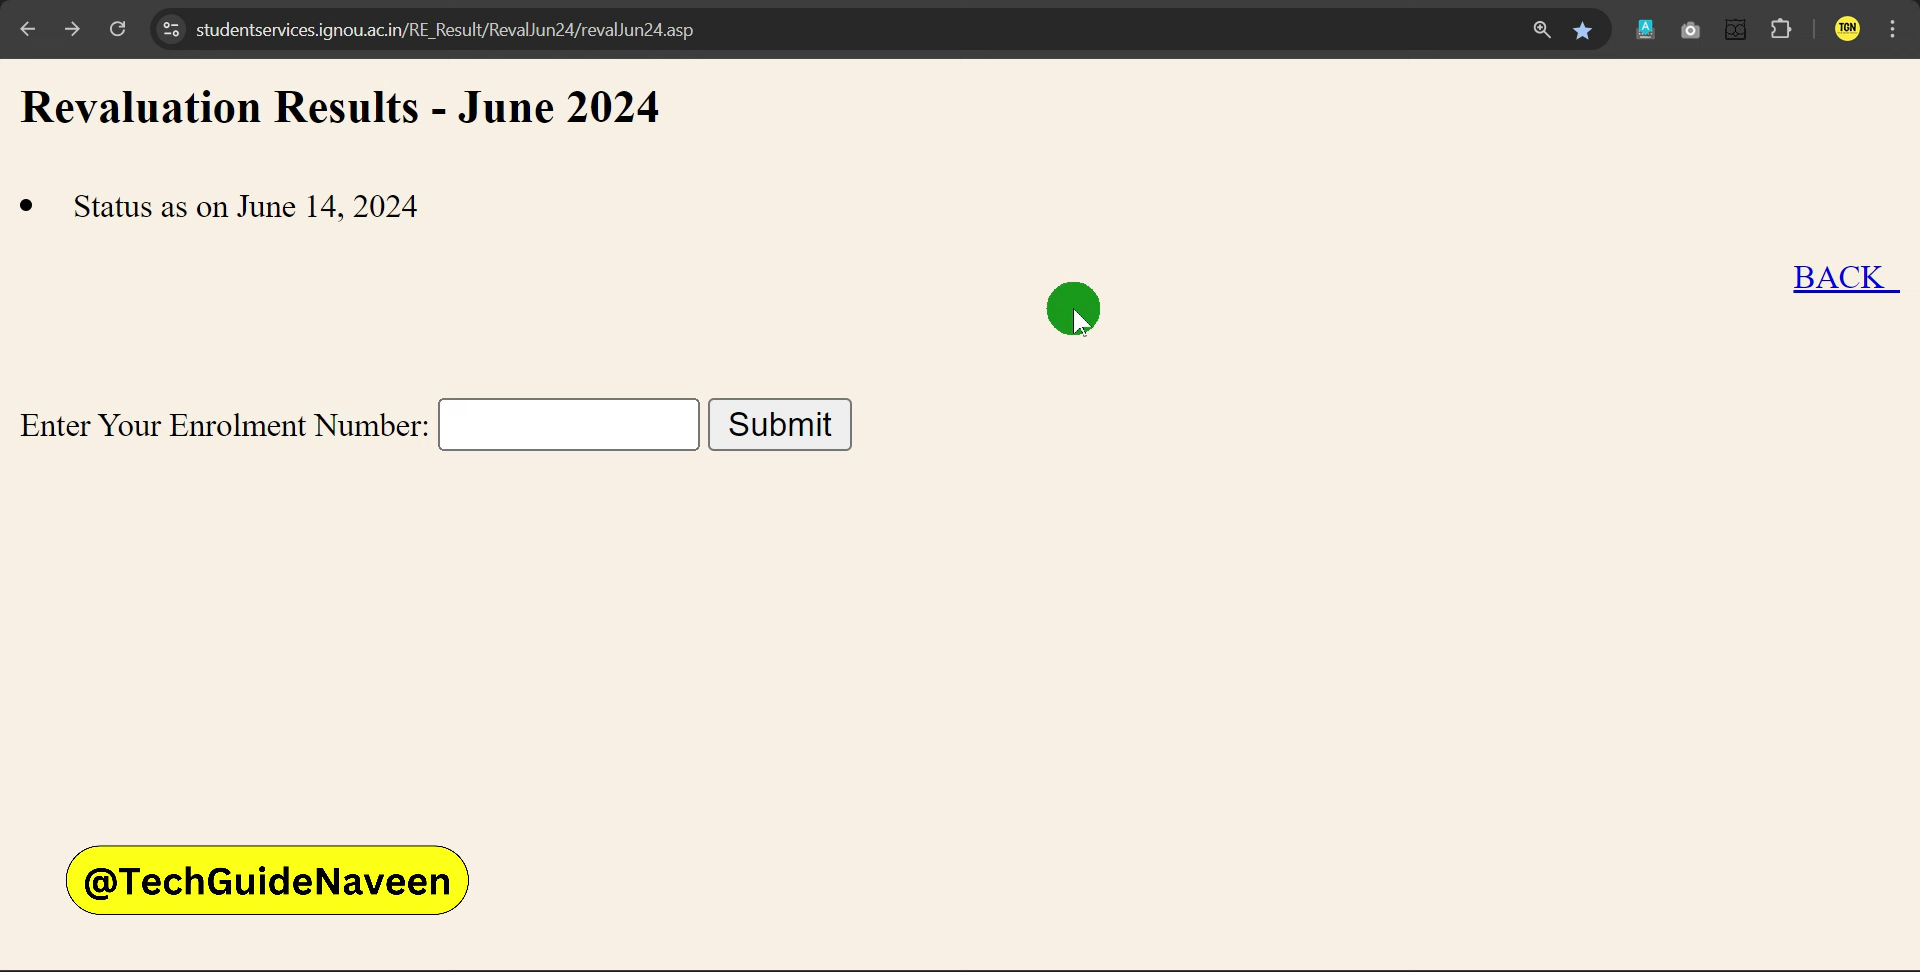 studentservices.ignou.ac.in/RE_Result/RevalJun24/revalJun24.asp
TGN
Revaluation Results - June 2024
• Status as on June 14, 2024
BACK
Enter Your Enrolment Number: Submit
@TechGuideNaveen